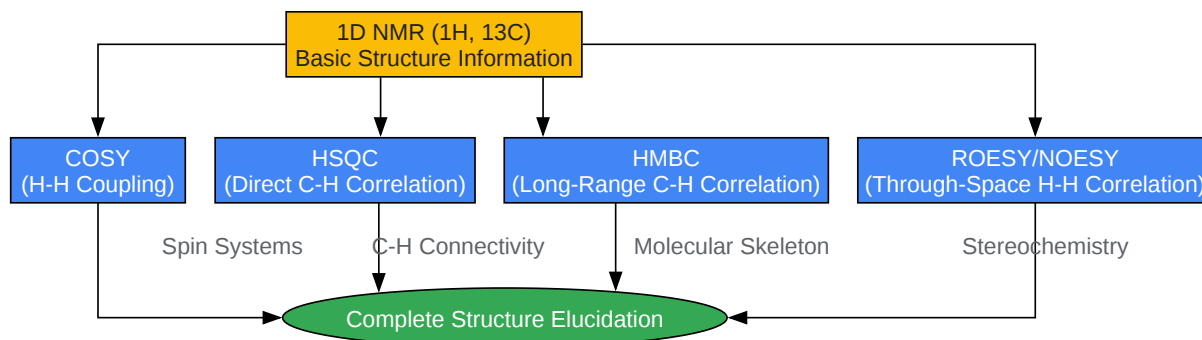 1D NMR (1H, 13C)
Basic Structure Information
COSY
(H-H Coupling)
HSQC
(Direct C-H Correlation)
HMBC
(Long-Range C-H Correlation)
ROESY/NOESY
(Through-Space H-H Correlation)
Spin Systems
C-H Connectivity
Molecular Skeleton
Stereochemistry
Complete Structure Elucidation